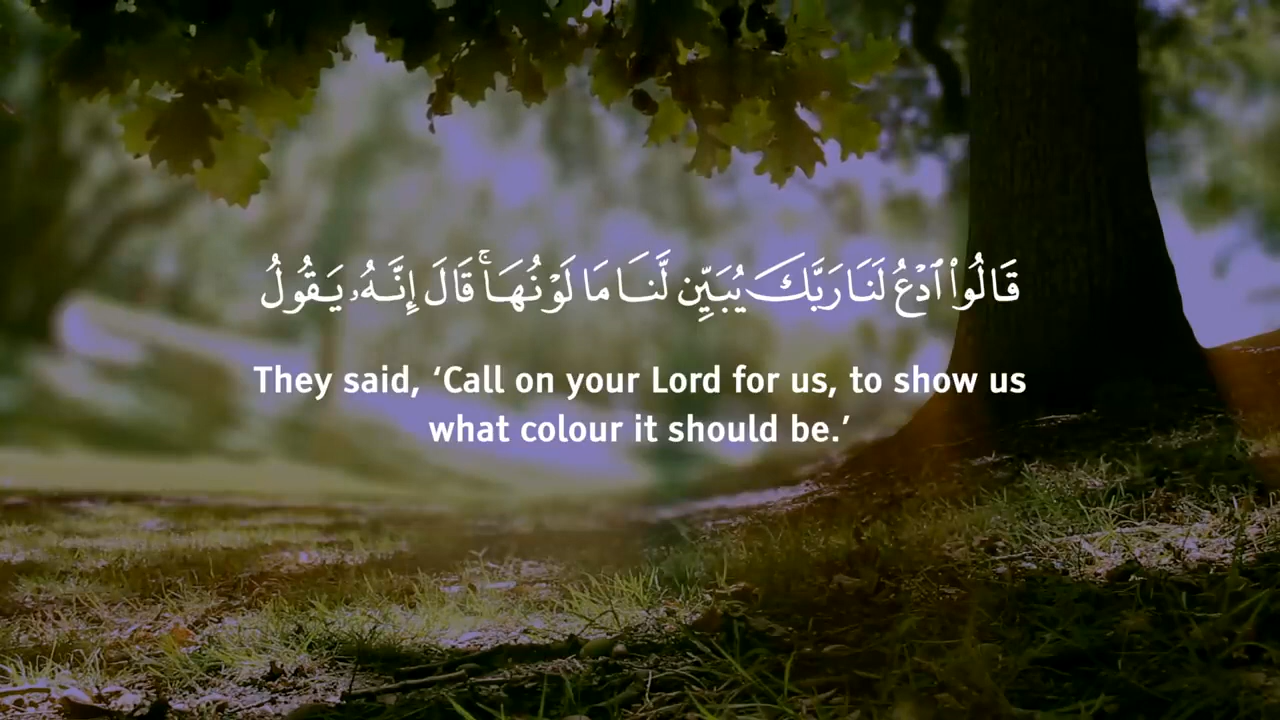 قَالُوا۟ ٱدْعُ لَنَا رَبَّكَ يُبَيِّن لَّنَا مَا لَوْنُهَا ۚ قَالَ إِنَّهُۥ يَقُولُ
They said, ‘Call on your Lord for us, to show us
what colour it should be.’